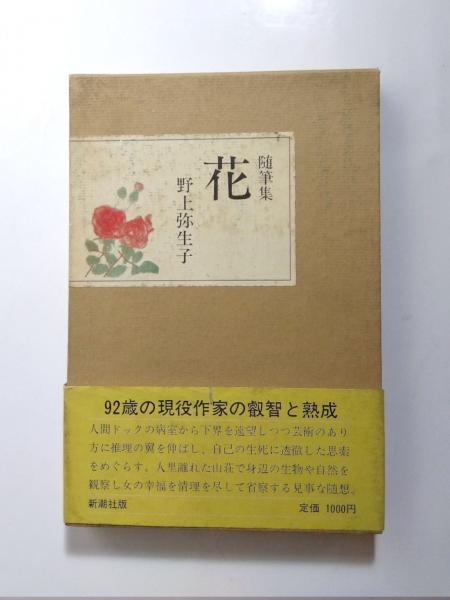 随筆集
花
野上弥生子
92歳の現役作家の叡智と熟成
人間ドックの病室から下界を遠望しつつ芸術のあり
方に推理の翼を伸ばし、自己の生死に透徹した思索
をめぐらす。人里離れた山荘で身辺の生物や自然を
観察し女の幸福を情理を尽して省察する見事な随想。
新潮社版
定価 1000円